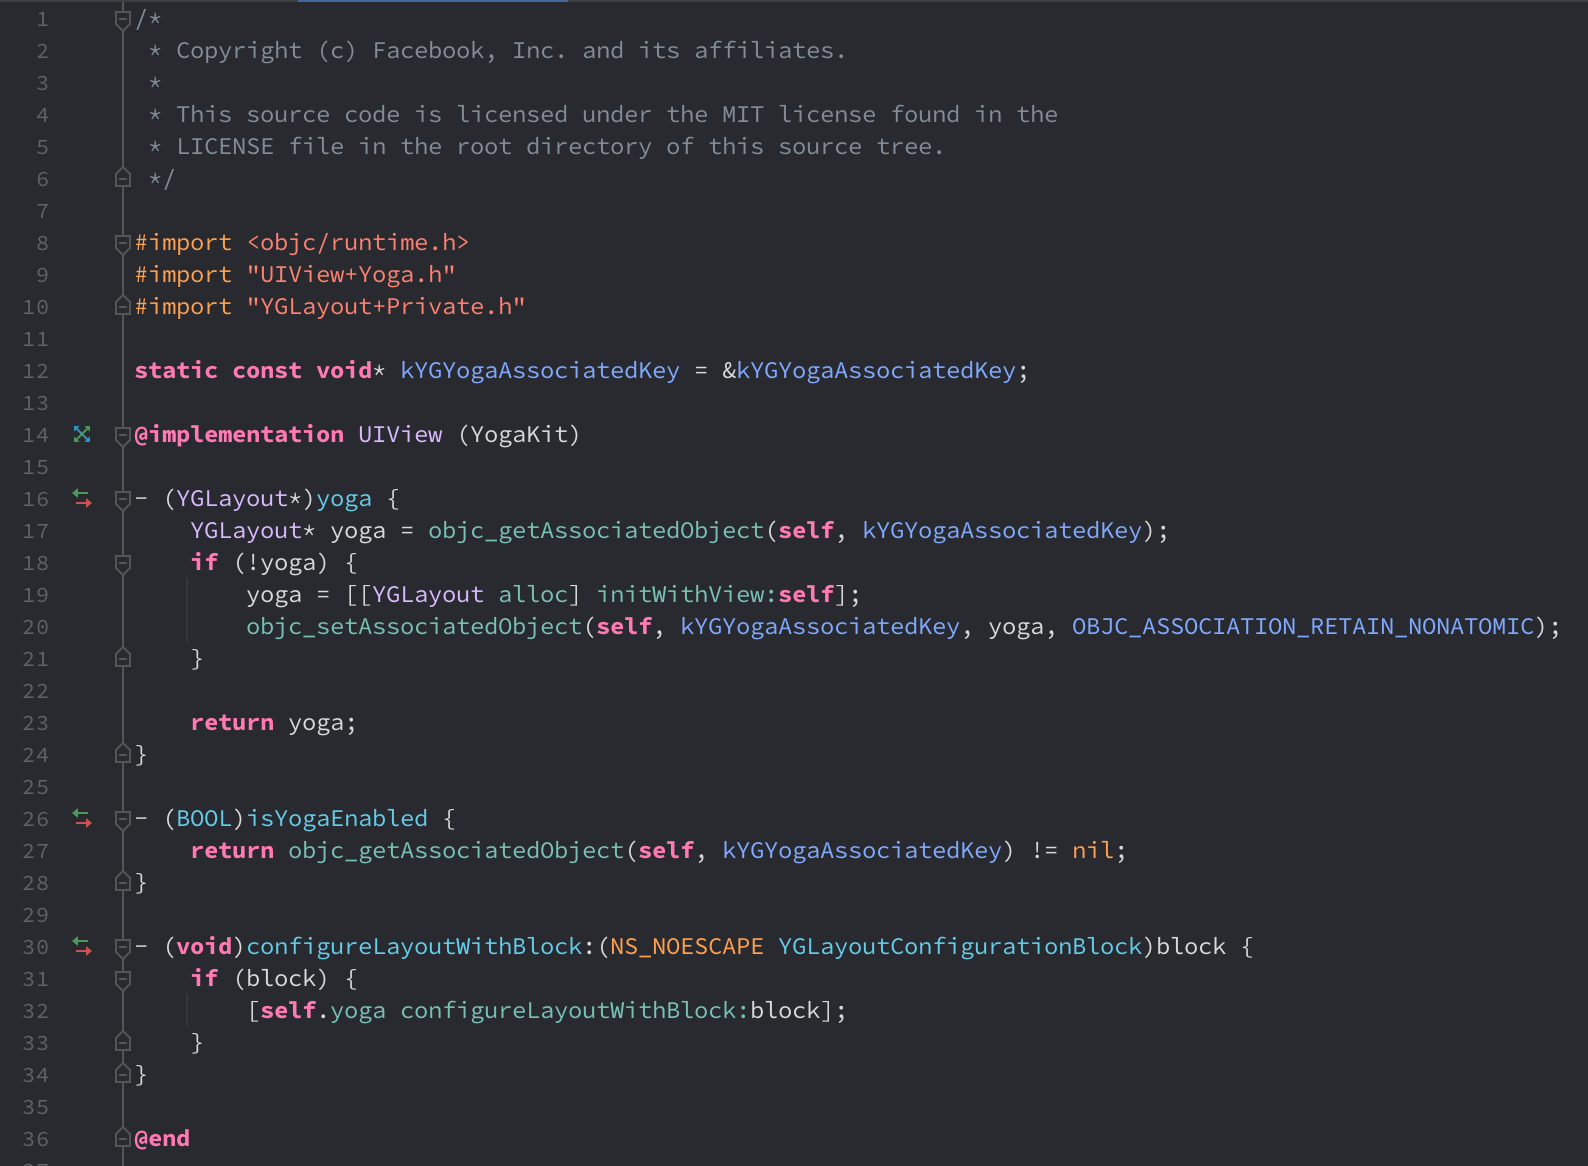 1 /*
2  * Copyright (c) Facebook, Inc. and its affiliates.
3  *
4  * This source code is licensed under the MIT license found in the
5  * LICENSE file in the root directory of this source tree.
6  */
7
8 #import <objc/runtime.h>
9 #import "UIView+Yoga.h"
10 #import "YGLayout+Private.h"
11
12 static const void* kYGYogaAssociatedKey = &kYGYogaAssociatedKey;
13
14 @implementation UIView (YogaKit)
15
16 - (YGLayout*)yoga {
17     YGLayout* yoga = objc_getAssociatedObject(self, kYGYogaAssociatedKey);
18     if (!yoga) {
19         yoga = [[YGLayout alloc] initWithView:self];
20         objc_setAssociatedObject(self, kYGYogaAssociatedKey, yoga, OBJC_ASSOCIATION_RETAIN_NONATOMIC);
21     }
22
23     return yoga;
24 }
25
26 - (BOOL)isYogaEnabled {
27     return objc_getAssociatedObject(self, kYGYogaAssociatedKey) != nil;
28 }
29
30 - (void)configureLayoutWithBlock:(NS_NOESCAPE YGLayoutConfigurationBlock)block {
31     if (block) {
32         [self.yoga configureLayoutWithBlock:block];
33     }
34 }
35
36 @end